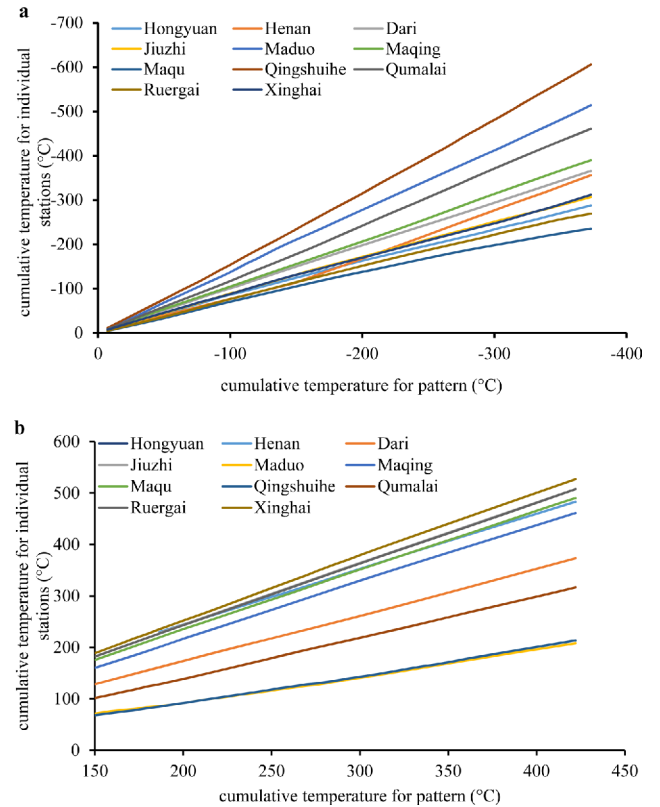 a
-700
-600
-500
-400
-300
-200
-100
0
Hongyuan Henan Dari
Jiuzhi Maduo Maqing
Maqu Qingshuihe Qumalai
Ruergai Xinghai
cumulative temperature for individual
stations (°C)
0 -100 -200 -300 -400
cumulative temperature for pattern (°C)
b
600
500
400
300
200
100
0
Hongyuan Henan Dari
Jiuzhi Maduo Maqing
Maqu Qingshuihe Qumalai
Ruergai Xinghai
cumulative temperature for individual
stations (°C)
150 200 250 300 350 400 450
cumulative temperature for pattern (°C)